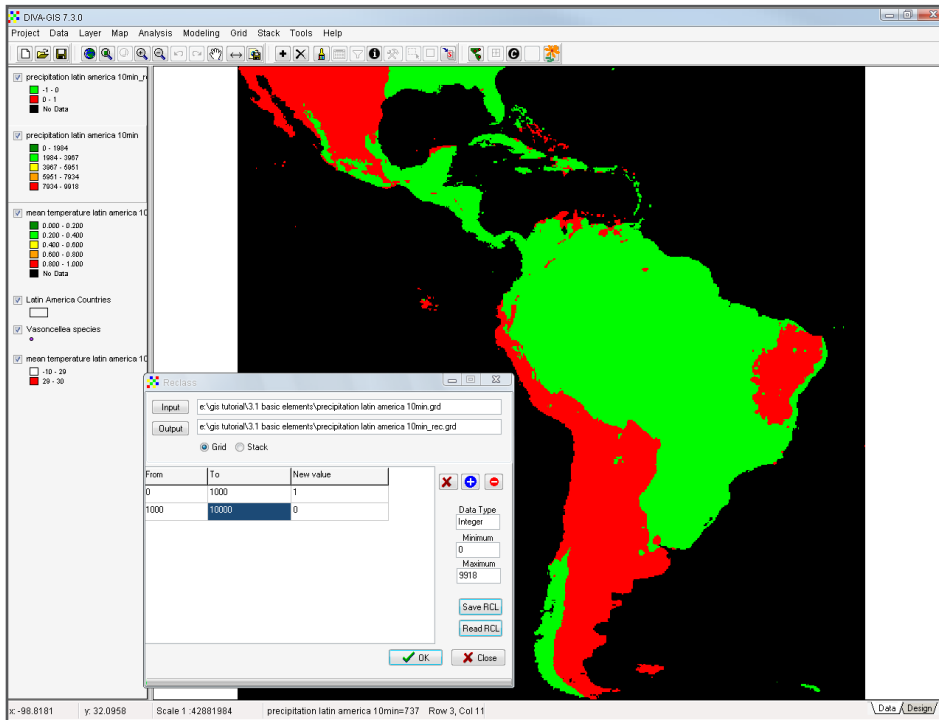 DIVA-GIS 7.3.0
Project Data Layer Map Analysis Modeling Grid Stack Tools Help
precipitation latin america 10min_re
-1 - 0
0 - 1
No Data
precipitation latin america 10min
0 - 1984
1984 - 3967
3967 - 5951
5951 - 7934
7934 - 9918
mean temperature latin america 10
0.000 - 0.200
0.200 - 0.400
0.400 - 0.600
0.600 - 0.800
0.800 - 1.000
No Data
Latin America Countries
Vasconcellea species
mean temperature latin america 10
-10 - 29
29 - 30
Reclass
Input e:\gis tutorial\3.1 basic elements\precipitation latin america 10min.grd
Output e:\gis tutorial\3.1 basic elements\precipitation latin america 10min_rec.grd
Grid Stack
From To New value
0 1000 1
1000 10000 0
Data Type
Integer
Minimum
0
Maximum
9918
Save RCL
Read RCL
OK Close
x: -98.8181 y: 32.0958 Scale 1 :42881984 precipitation latin america 10min=737 Row 3, Col 11 Data Design